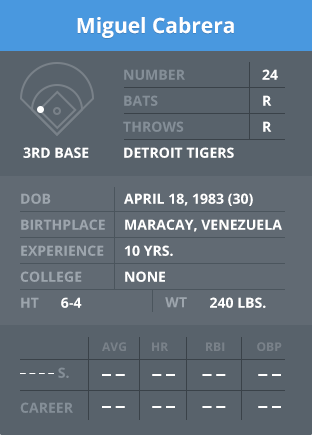 Miguel Cabrera
NUMBER 24
BATS R
THROWS R
3RD BASE DETROIT TIGERS
DOB APRIL 18, 1983 (30)
BIRTHPLACE MARACAY, VENEZUELA
EXPERIENCE 10 YRS.
COLLEGE NONE
HT 6-4 WT 240 LBS.
AVG HR RBI OBP
---- S. -- -- -- --
CAREER -- -- -- --